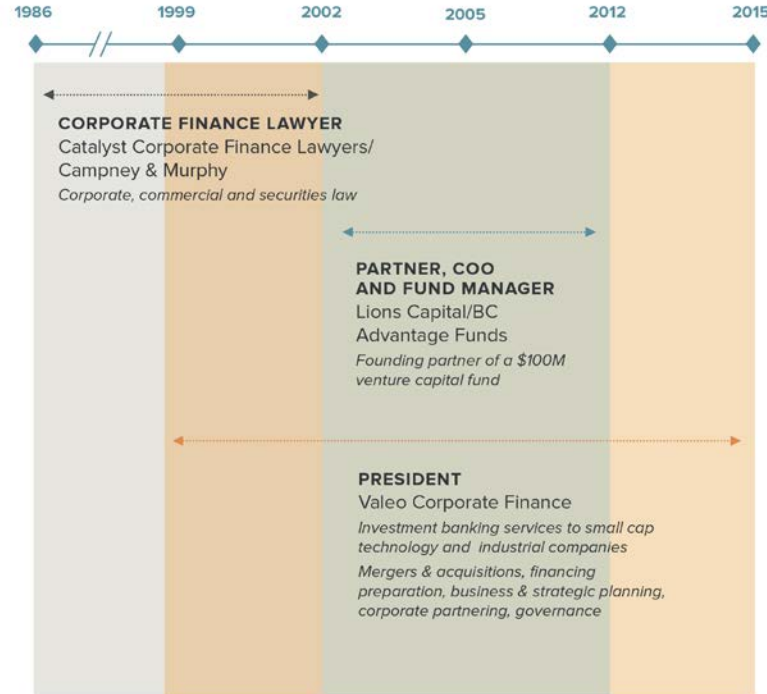 1986 1999 2002 2005 2012 2015
CORPORATE FINANCE LAWYER
Catalyst Corporate Finance Lawyers/
Campney & Murphy
Corporate, commercial and securities law
PARTNER, COO
AND FUND MANAGER
Lions Capital/BC
Advantage Funds
Founding partner of a $100M
venture capital fund
PRESIDENT
Valeo Corporate Finance
Investment banking services to small cap
technology and industrial companies
Mergers & acquisitions, financing
preparation, business & strategic planning,
corporate partnering, governance